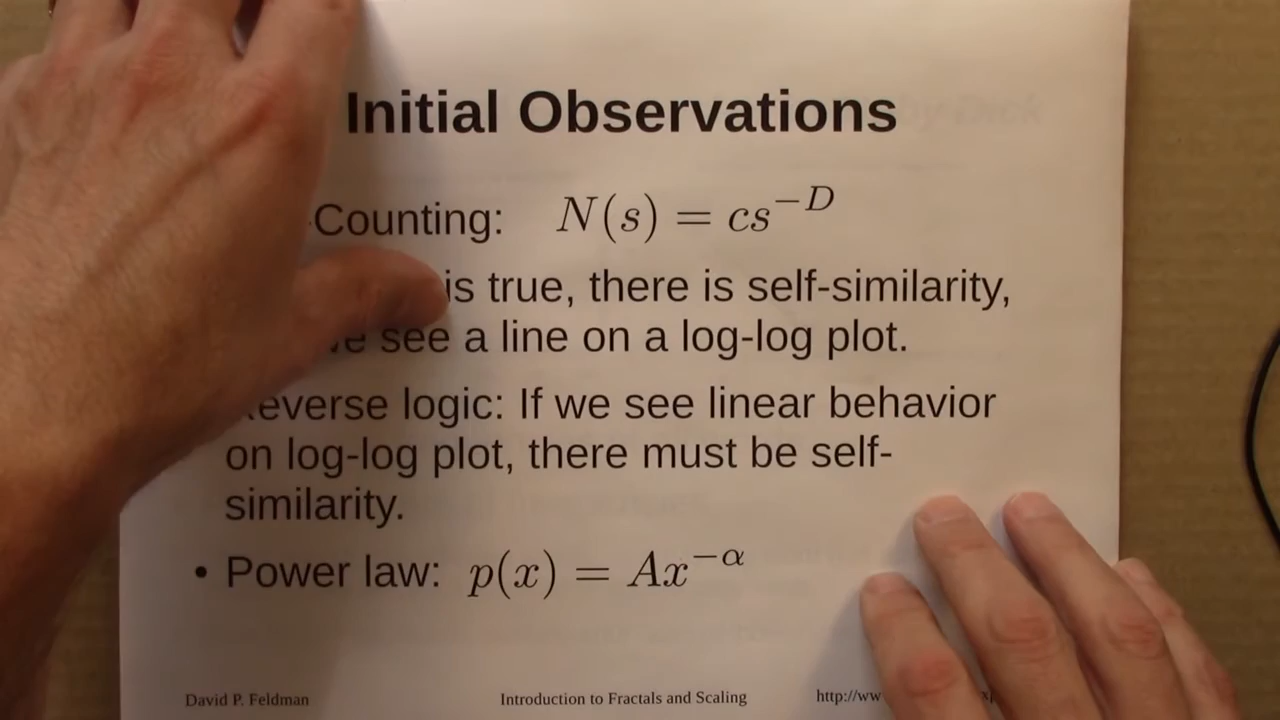 Initial Observations
Counting: N(s) = cs^{-D}
is true, there is self-similarity,
see a line on a log-log plot.
everse logic: If we see linear behavior
on log-log plot, there must be self-
similarity.
• Power law: p(x) = Ax^{-α}
David P. Feldman Introduction to Fractals and Scaling http://ww